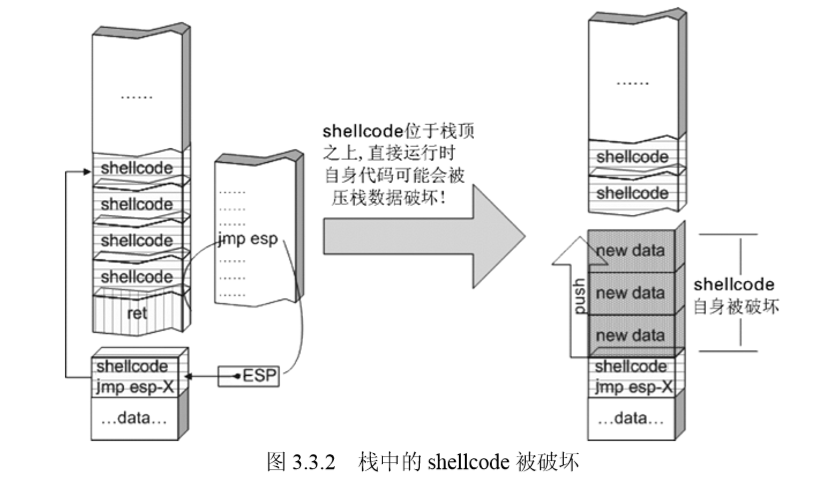 ……
shellcode
shellcode
shellcode
shellcode
ret
shellcode
jmp esp-X
…data…
……
……
……
jmp esp
……
……
……
ESP
shellcode位于栈顶
之上,直接运行时
自身代码可能会被
压栈数据破坏!
……
shellcode
shellcode
new data
new data
new data
push
shellcode
jmp esp-X
…data…
shellcode
自身被破坏
图 3.3.2 栈中的 shellcode 被破坏